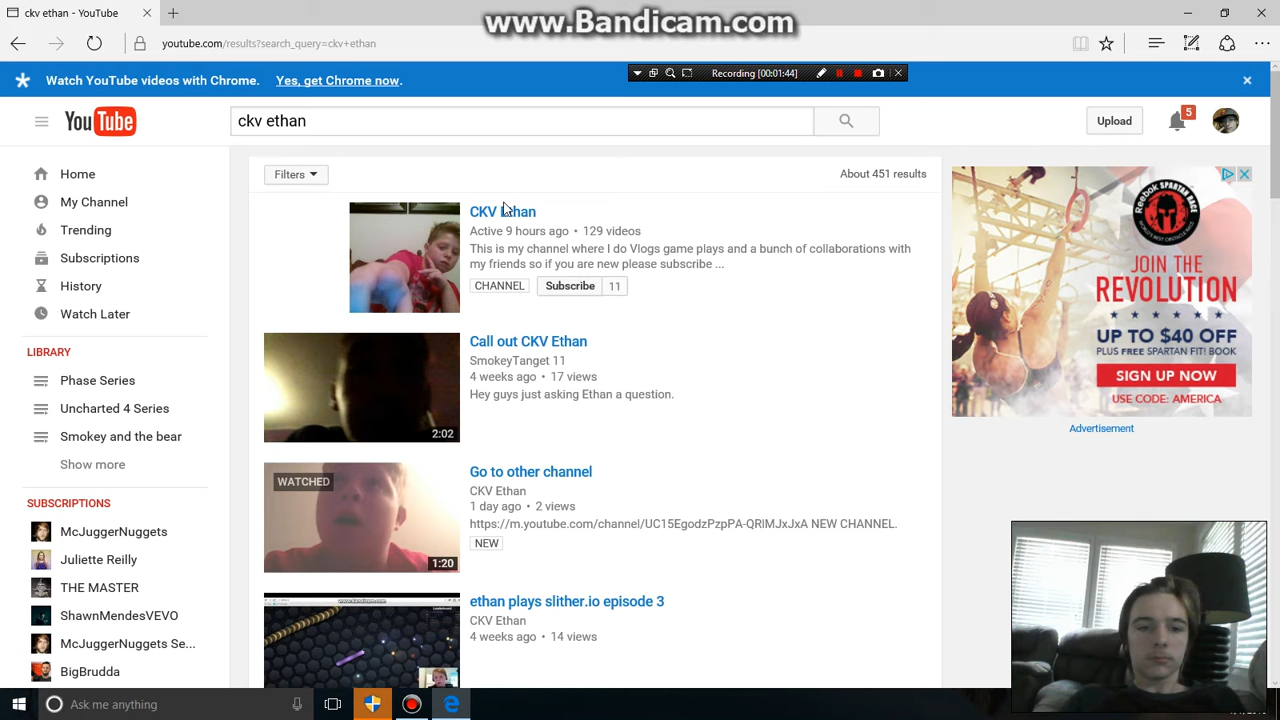 www.Bandicam.com
ckv ethan - YouTube
youtube.com/results?search_query=ckv+ethan
Watch YouTube videos with Chrome. Yes, get Chrome now.
Recording [00:01:44]
YouTube
ckv ethan
Upload
5
Home
My Channel
Trending
Subscriptions
History
Watch Later
LIBRARY
Phase Series
Uncharted 4 Series
Smokey and the bear
Show more
SUBSCRIPTIONS
McJuggerNuggets
Juliette Reilly
THE MASTER
ShawnMendesVEVO
McJuggerNuggets Se...
BigBrudda
Filters
About 451 results
CKV Ethan
Active 9 hours ago • 129 videos
This is my channel where I do Vlogs game plays and a bunch of collaborations with
my friends so if you are new please subscribe ...
CHANNEL Subscribe 11
2:02
Call out CKV Ethan
SmokeyTanget 11
4 weeks ago • 17 views
Hey guys just asking Ethan a question.
WATCHED
1:20
Go to other channel
CKV Ethan
1 day ago • 2 views
https://m.youtube.com/channel/UC15EgodzPzpPA-QRlMJxJxA NEW CHANNEL.
NEW
ethan plays slither.io episode 3
CKV Ethan
4 weeks ago • 14 views
REEBOK SPARTAN RACE
JOIN THE
REVOLUTION
UP TO $40 OFF
PLUS FREE SPARTAN FIT! BOOK
SIGN UP NOW
USE CODE: AMERICA
Advertisement
Ask me anything